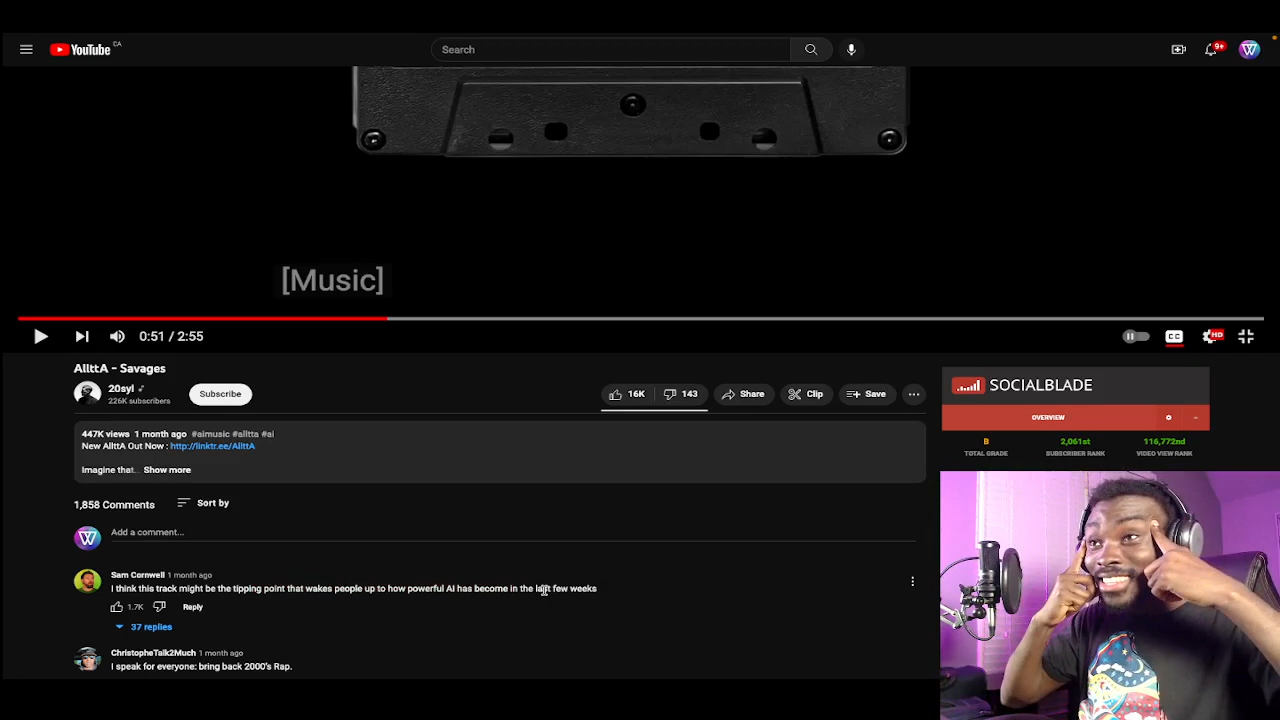 YouTube CA
Search
9+
W
[Music]
0:51 / 2:55
CC
HD
AllttA - Savages
20syl
226K subscribers
Subscribe
16K
143
Share
Clip
Save
447K views 1 month ago #aimusic #alltta #ai
New AllttA Out Now : http://linktr.ee/AllttA
Imagine that... Show more
1,858 Comments
Sort by
W
Add a comment...
Sam Cornwell 1 month ago
I think this track might be the tipping point that wakes people up to how powerful AI has become in the last few weeks
1.7K
Reply
37 replies
ChristopheTalk2Much 1 month ago
I speak for everyone: bring back 2000's Rap.
SOCIALBLADE
OVERVIEW
B
2,061st
116,772nd
TOTAL GRADE
SUBSCRIBER RANK
VIDEO VIEW RANK